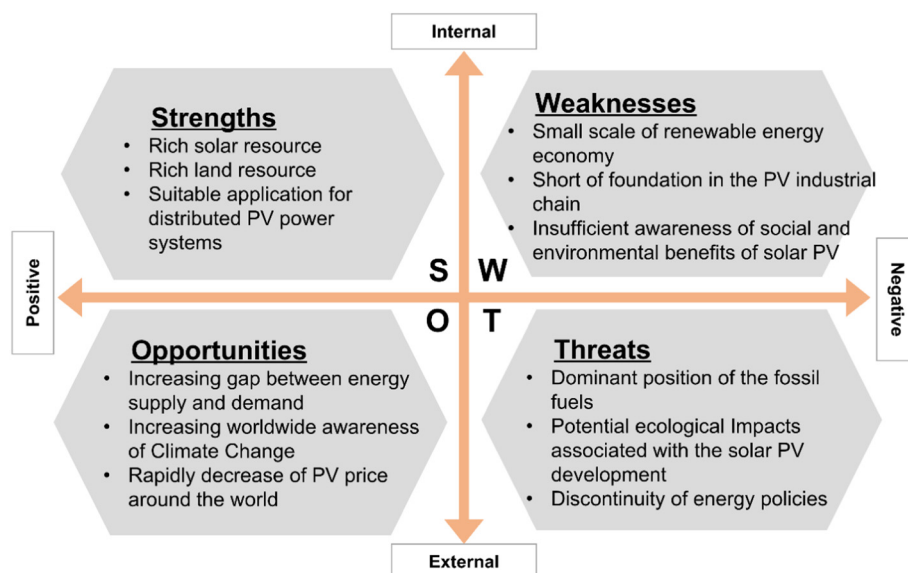 Internal
Strengths
• Rich solar resource
• Rich land resource
• Suitable application for
distributed PV power
systems
Weaknesses
• Small scale of renewable energy
economy
• Short of foundation in the PV industrial
chain
• Insufficient awareness of social and
environmental benefits of solar PV
Positive
S W
O T
Negative
Opportunities
• Increasing gap between energy
supply and demand
• Increasing worldwide awareness
of Climate Change
• Rapidly decrease of PV price
around the world
Threats
• Dominant position of the fossil
fuels
• Potential ecological Impacts
associated with the solar PV
development
• Discontinuity of energy policies
External